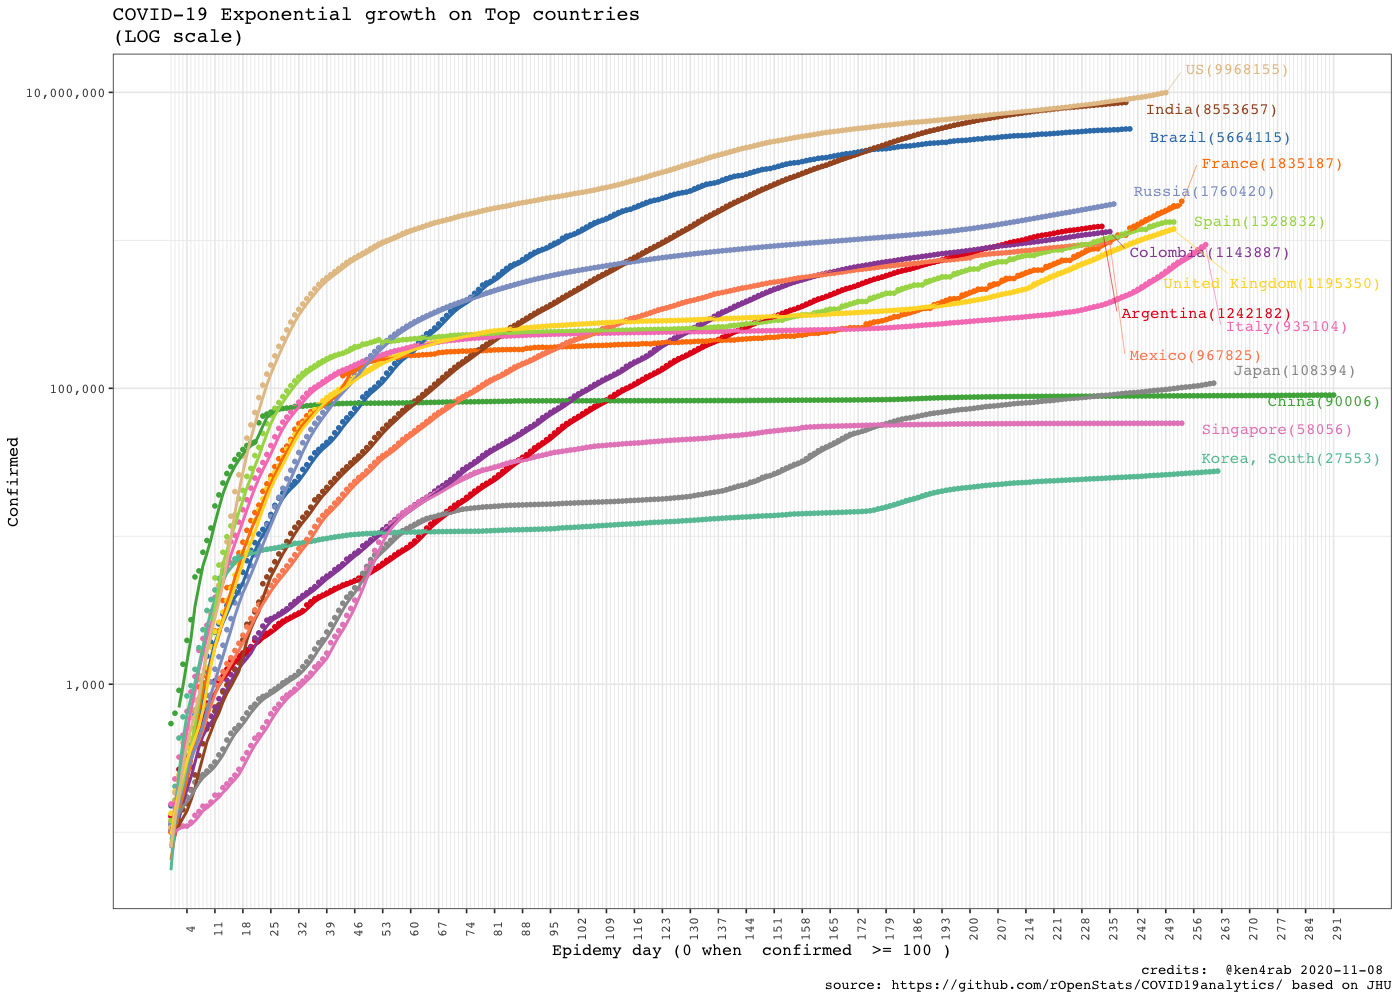 COVID-19 Exponential growth on Top countries
(LOG scale)
US(9968155)
10,000,000
India(8553657)
Brazil(5664115)
France(1835187)
Russia(1760420)
Spain(1328832)
Colombia(1143887)
United Kingdom(1195350)
Argentina(1242182)
Italy(935104)
Mexico(967825)
Japan(108394)
100,000
China(90006)
Singapore(58056)
Korea, South(27553)
Confirmed
1,000
4 11 18 25 32 39 46 53 60 67 74 81 88 95 102 109 116 123 130 137 144 151 158 165 172 179 186 193 200 207 214 221 228 235 242 249 256 263 270 277 284 291
Epidemy day (0 when  confirmed  >= 100 )
credits:  @ken4rab 2020-11-08
source: https://github.com/rOpenStats/COVID19analytics/ based on JHU